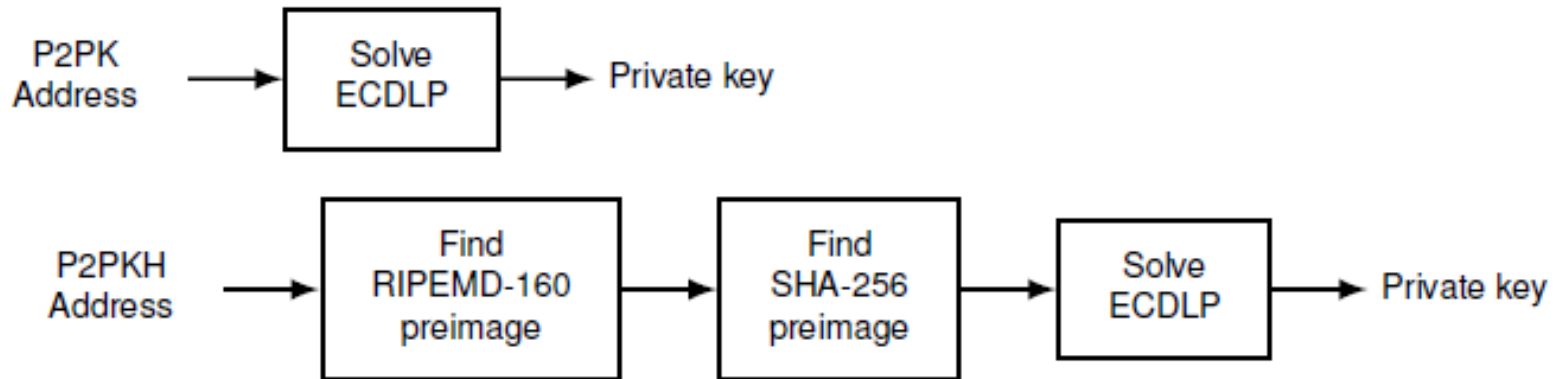 P2PK
Address
Solve
ECDLP
Private key
P2PKH
Address
Find
RIPEMD-160
preimage
Find
SHA-256
preimage
Solve
ECDLP
Private key